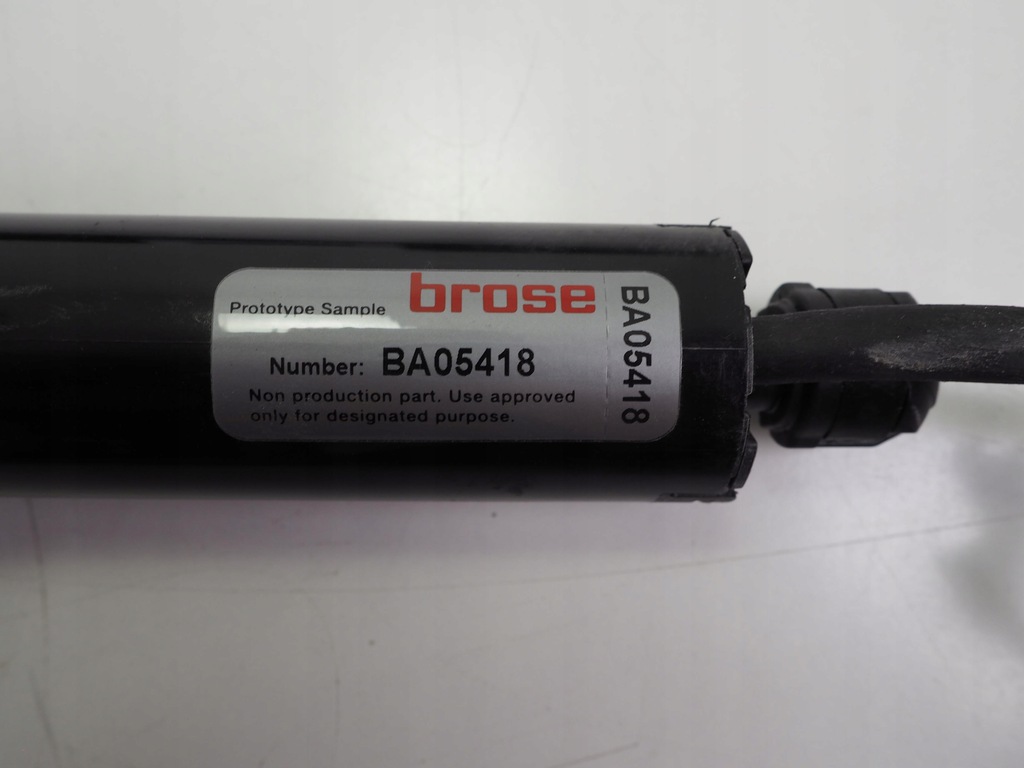 Prototype Sample brose
Number: BA05418
Non production part. Use approved
only for designated purpose.
BA05418